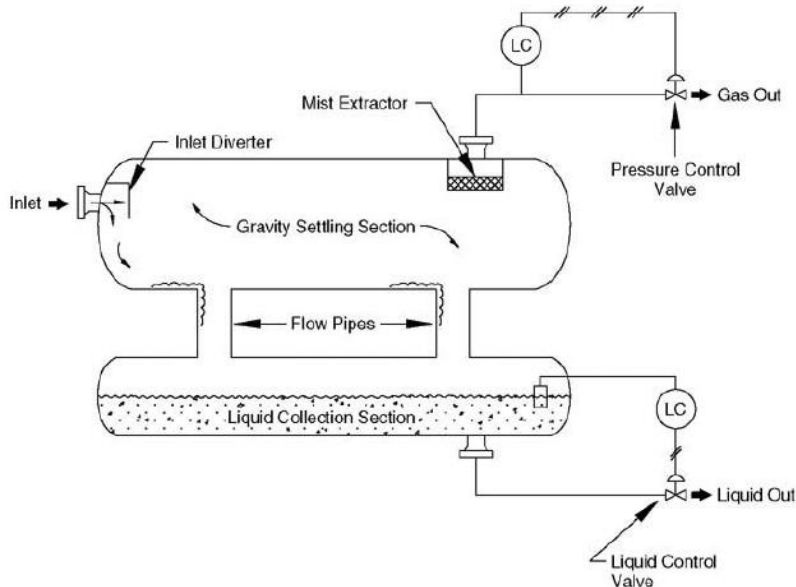 LC
Mist Extractor
Gas Out
Inlet Diverter
Pressure Control
Valve
Inlet
Gravity Settling Section
Flow Pipes
Liquid Collection Section
LC
Liquid Out
Liquid Control
Valve